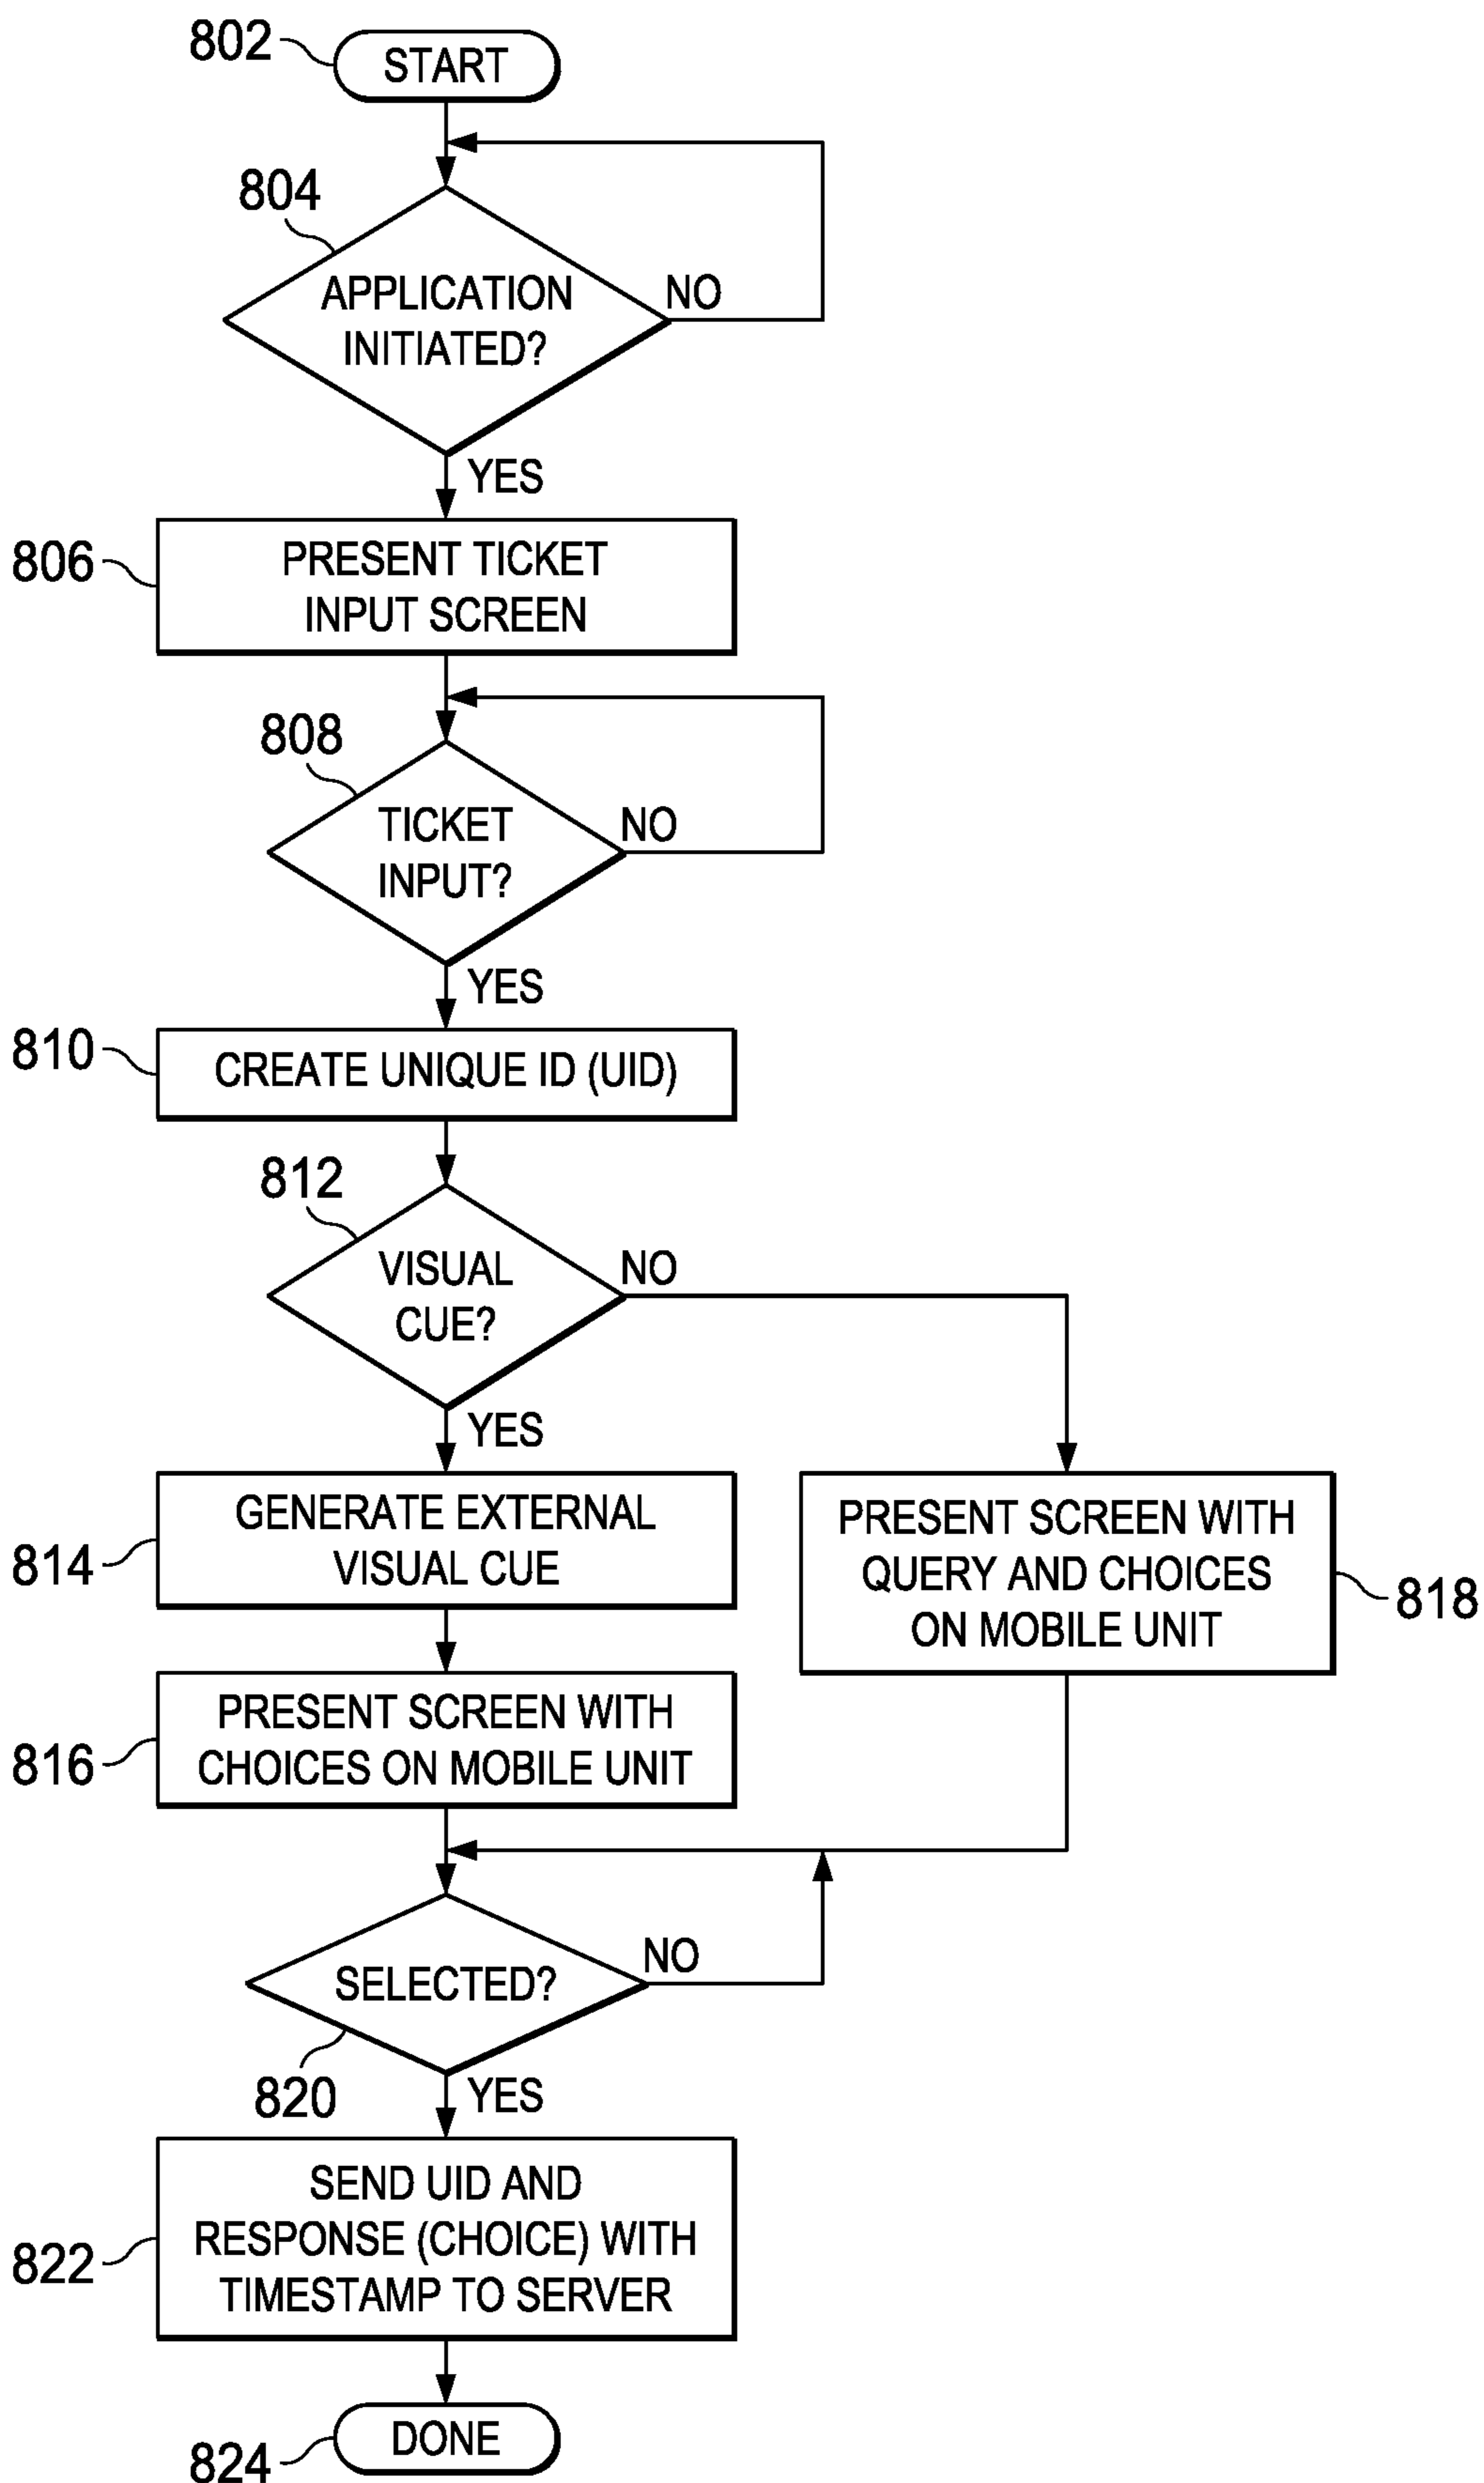 802
START
804
APPLICATION
INITIATED?
NO
YES
806
PRESENT TICKET
INPUT SCREEN
808
TICKET
INPUT?
NO
YES
810
CREATE UNIQUE ID (UID)
812
VISUAL
CUE?
NO
YES
814
GENERATE EXTERNAL
VISUAL CUE
PRESENT SCREEN WITH
QUERY AND CHOICES
ON MOBILE UNIT
818
816
PRESENT SCREEN WITH
CHOICES ON MOBILE UNIT
SELECTED?
NO
820
YES
822
SEND UID AND
RESPONSE (CHOICE) WITH
TIMESTAMP TO SERVER
824
DONE